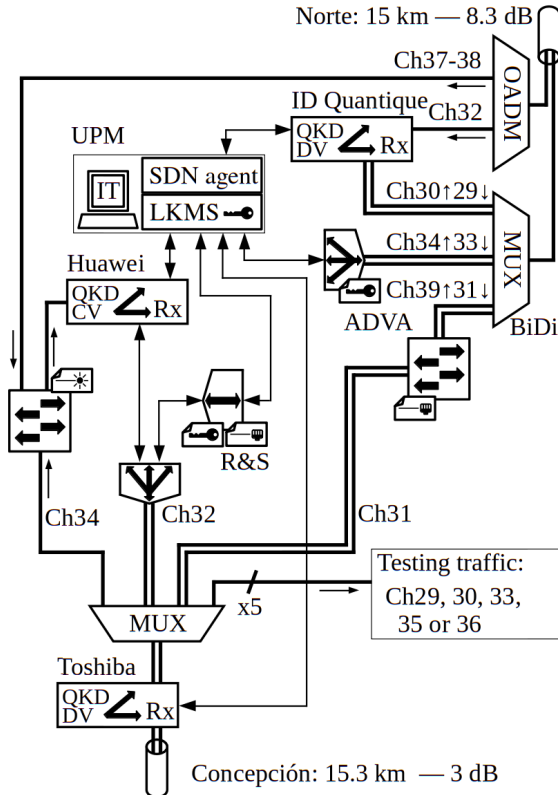 Norte: 15 km — 8.3 dB
Ch37-38
OADM
ID Quantique
Ch32
QKD
DV
Rx
UPM
IT
SDN agent
LKMS
Ch30↑29↓
Ch34↑33↓
Ch39↑31↓
MUX
ADVA
BiDi
Huawei
QKD
CV
Rx
R&S
Ch34
Ch32
Ch31
x5
Testing traffic:
Ch29, 30, 33,
35 or 36
MUX
Toshiba
QKD
DV
Rx
Concepción: 15.3 km — 3 dB